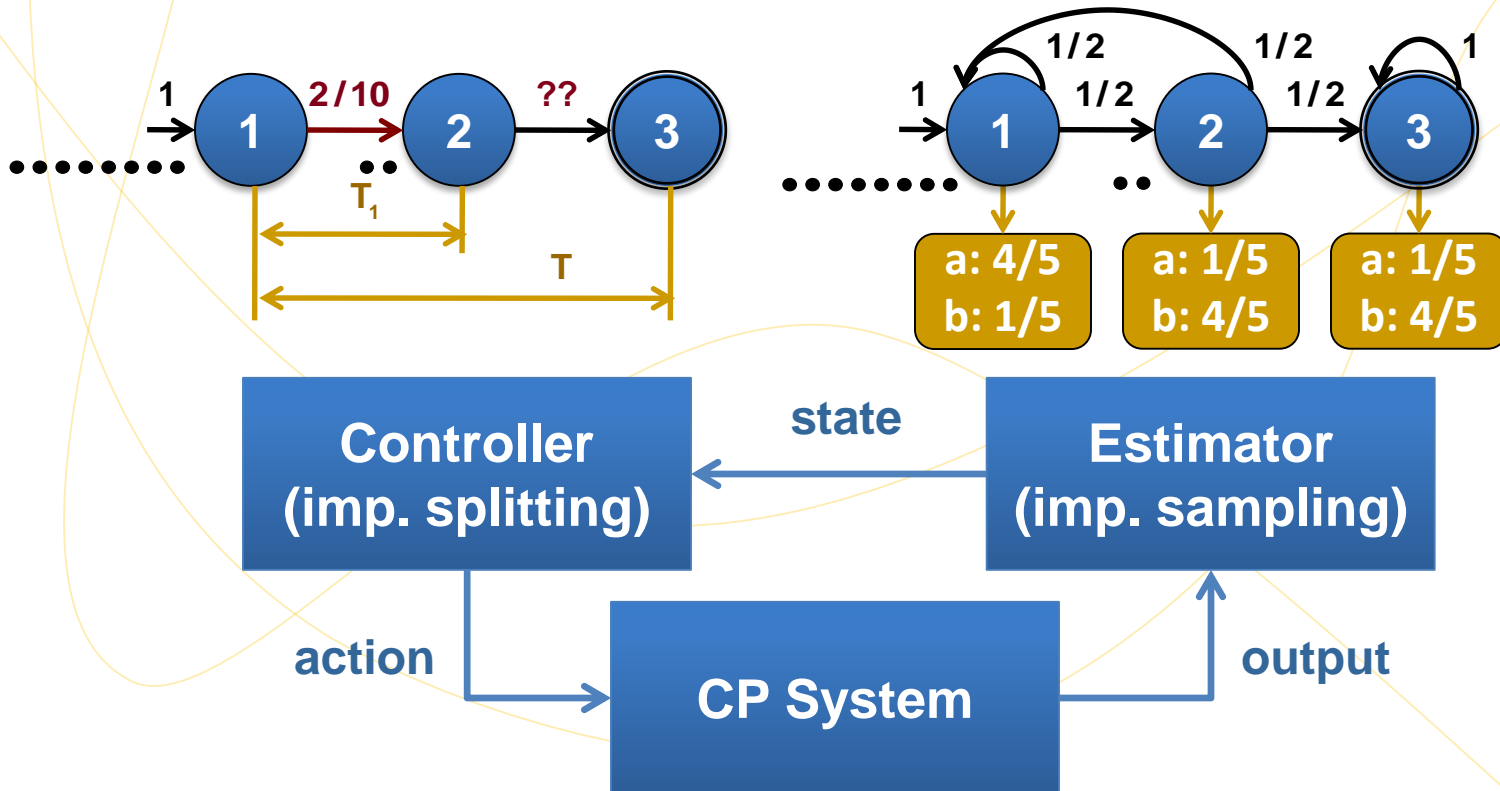 1/2 1/2 1
1 2/10 ?? 1 1/2 1/2
1 2 3 1 2 3
T₁
T
a: 4/5 a: 1/5 a: 1/5
b: 1/5 b: 4/5 b: 4/5
Controller
(imp. splitting)
state
Estimator
(imp. sampling)
action
CP System
output